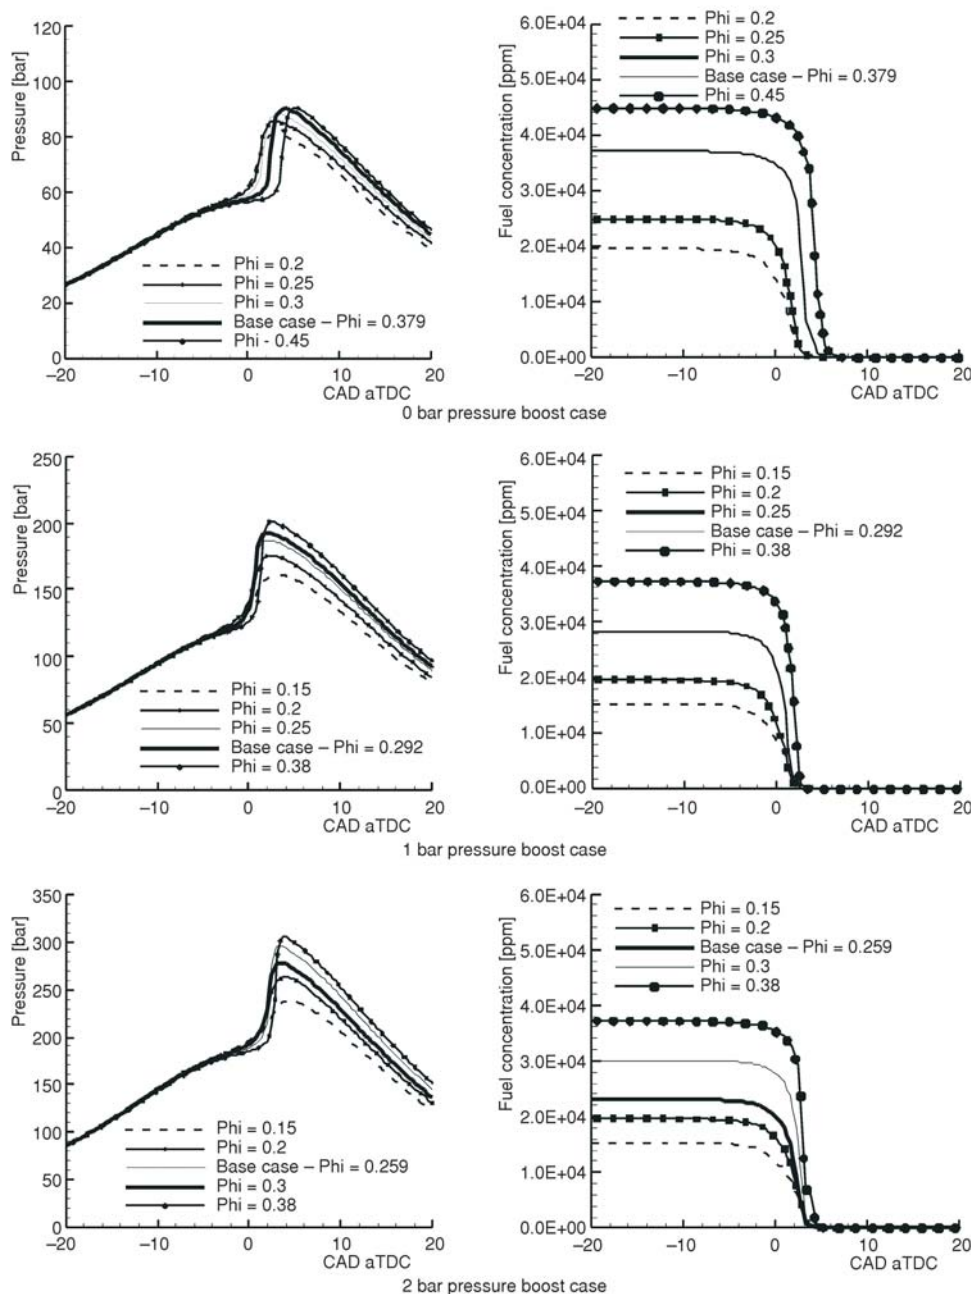 Pressure [bar]
120
100
80
60
40
20
0
−20
−10
0
10
20
CAD aTDC
Phi = 0.2
Phi = 0.25
Phi = 0.3
Base case – Phi = 0.379
Phi - 0.45
Fuel concentration [ppm]
6.0E+04
5.0E+04
4.0E+04
3.0E+04
2.0E+04
1.0E+04
0.0E+00
−20
−10
0
10
20
CAD aTDC
Phi = 0.2
Phi = 0.25
Phi = 0.3
Base case – Phi = 0.379
Phi = 0.45
0 bar pressure boost case
Pressure [bar]
250
200
150
100
50
0
−20
−10
0
10
20
CAD aTDC
Phi = 0.15
Phi = 0.2
Phi = 0.25
Base case – Phi = 0.292
Phi = 0.38
Fuel concentration [ppm]
6.0E+04
5.0E+04
4.0E+04
3.0E+04
2.0E+04
1.0E+04
0.0E+00
−20
−10
0
10
20
CAD aTDC
Phi = 0.15
Phi = 0.2
Phi = 0.25
Base case – Phi = 0.292
Phi = 0.38
1 bar pressure boost case
Pressure [bar]
350
300
250
200
150
100
50
0
−20
−10
0
10
20
CAD aTDC
Phi = 0.15
Phi = 0.2
Base case – Phi = 0.259
Phi = 0.3
Phi = 0.38
Fuel concentration [ppm]
6.0E+04
5.0E+04
4.0E+04
3.0E+04
2.0E+04
1.0E+04
0.0E+00
−20
−10
0
10
20
CAD aTDC
Phi = 0.15
Phi = 0.2
Base case – Phi = 0.259
Phi = 0.3
Phi = 0.38
2 bar pressure boost case